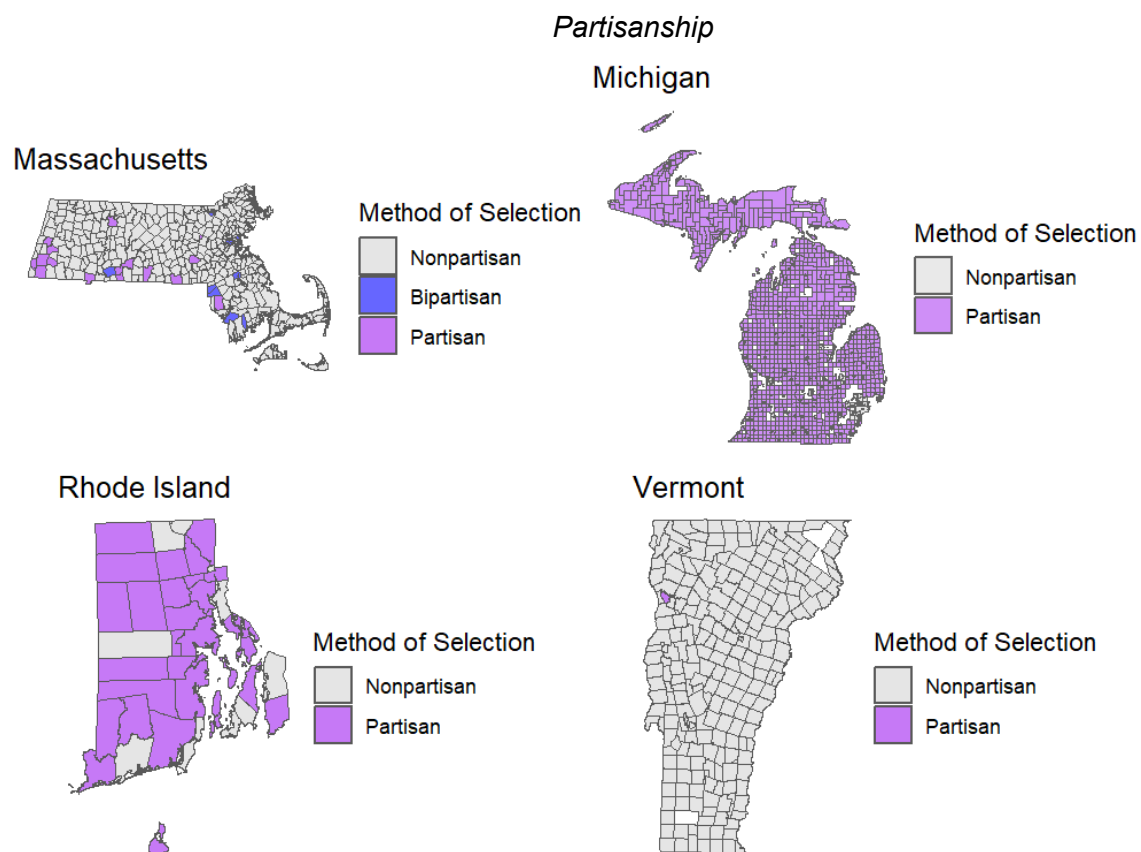 Partisanship
Michigan
Massachusetts
Method of Selection
Nonpartisan
Bipartisan
Partisan
Method of Selection
Nonpartisan
Partisan
Rhode Island
Method of Selection
Nonpartisan
Partisan
Vermont
Method of Selection
Nonpartisan
Partisan